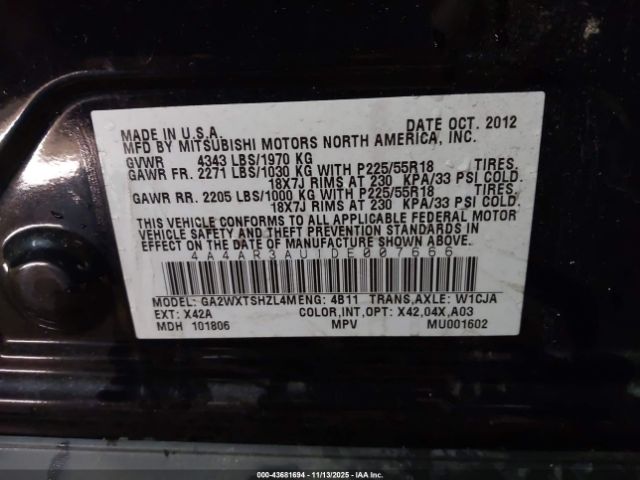 MADE IN U.S.A. DATE OCT. 2012
MFD BY MITSUBISHI MOTORS NORTH AMERICA, INC.
GVWR 4343 LBS/1970 KG
GAWR FR. 2271 LBS/1030 KG WITH P225/55R18 TIRES,
18X7J RIMS AT 230 KPA/33 PSI COLD.
GAWR RR. 2205 LBS/1000 KG WITH P225/55R18 TIRES,
18X7J RIMS AT 230 KPA/33 PSI COLD.
THIS VEHICLE CONFORMS TO ALL APPLICABLE FEDERAL MOTOR
VEHICLE SAFETY AND THEFT PREVENTION STANDARDS IN
EFFECT ON THE DATE OF MANUFACTURE SHOWN ABOVE.
4A4AR3AU1DE007666
MODEL: GA2WXTSHZL4M ENG: 4B11 TRANS,AXLE: W1CJA
EXT: X42A COLOR,INT,OPT: X42,04X,A03
MDH 101806 MPV MU001602
000-43681694 | 11/13/2025 - COPART